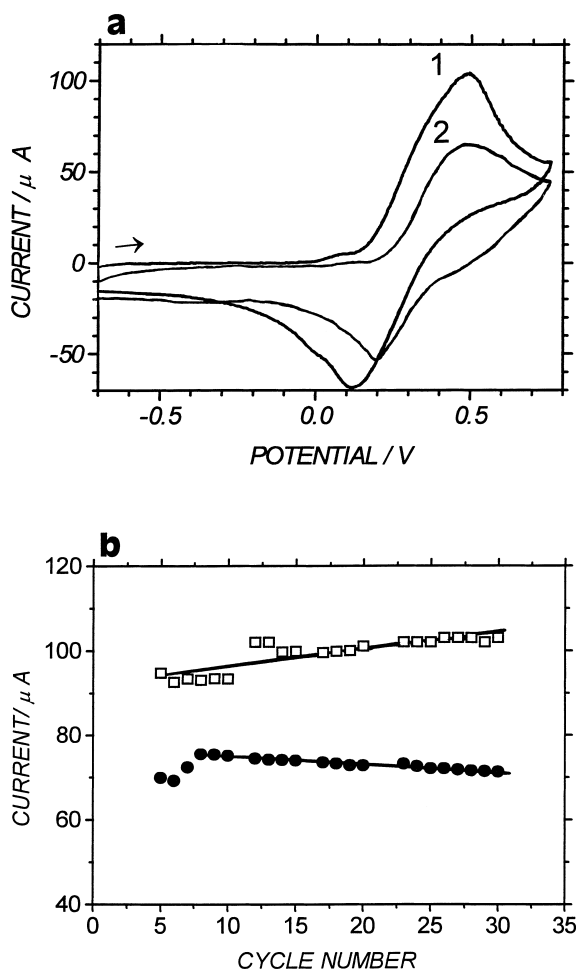 a
CURRENT / μ A
100
50
0
-50
1
2
→
-0.5 0.0 0.5
POTENTIAL / V
b
CURRENT/ μ A
120
100
80
60
40
0 5 10 15 20 25 30 35
CYCLE NUMBER